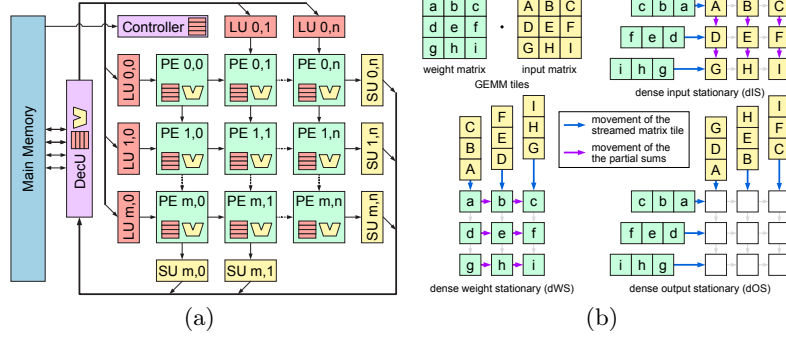 Controller
LU 0,1
LU 0,n
Main Memory
DecU
LU 0,0
PE 0,0
PE 0,1
PE 0,n
SU 0,n
LU 1,0
PE 1,0
PE 1,1
PE 1,n
SU 1,n
LU m,0
PE m,0
PE m,1
PE m,n
SU m,n
SU m,0
SU m,1
(a)
a b c
d e f
g h i
weight matrix
A B C
D E F
G H I
input matrix
GEMM tiles
c b a A B C
f e d D E F
i h g G H I
dense input stationary (dIS)
movement of the
streamed matrix tile
movement of the
the partial sums
C
B
A
F
E
D
I
H
G
a b c
d e f
g h i
dense weight stationary (dWS)
G
D
A
H
E
B
I
F
C
c b a
f e d
i h g
dense output stationary (dOS)
(b)